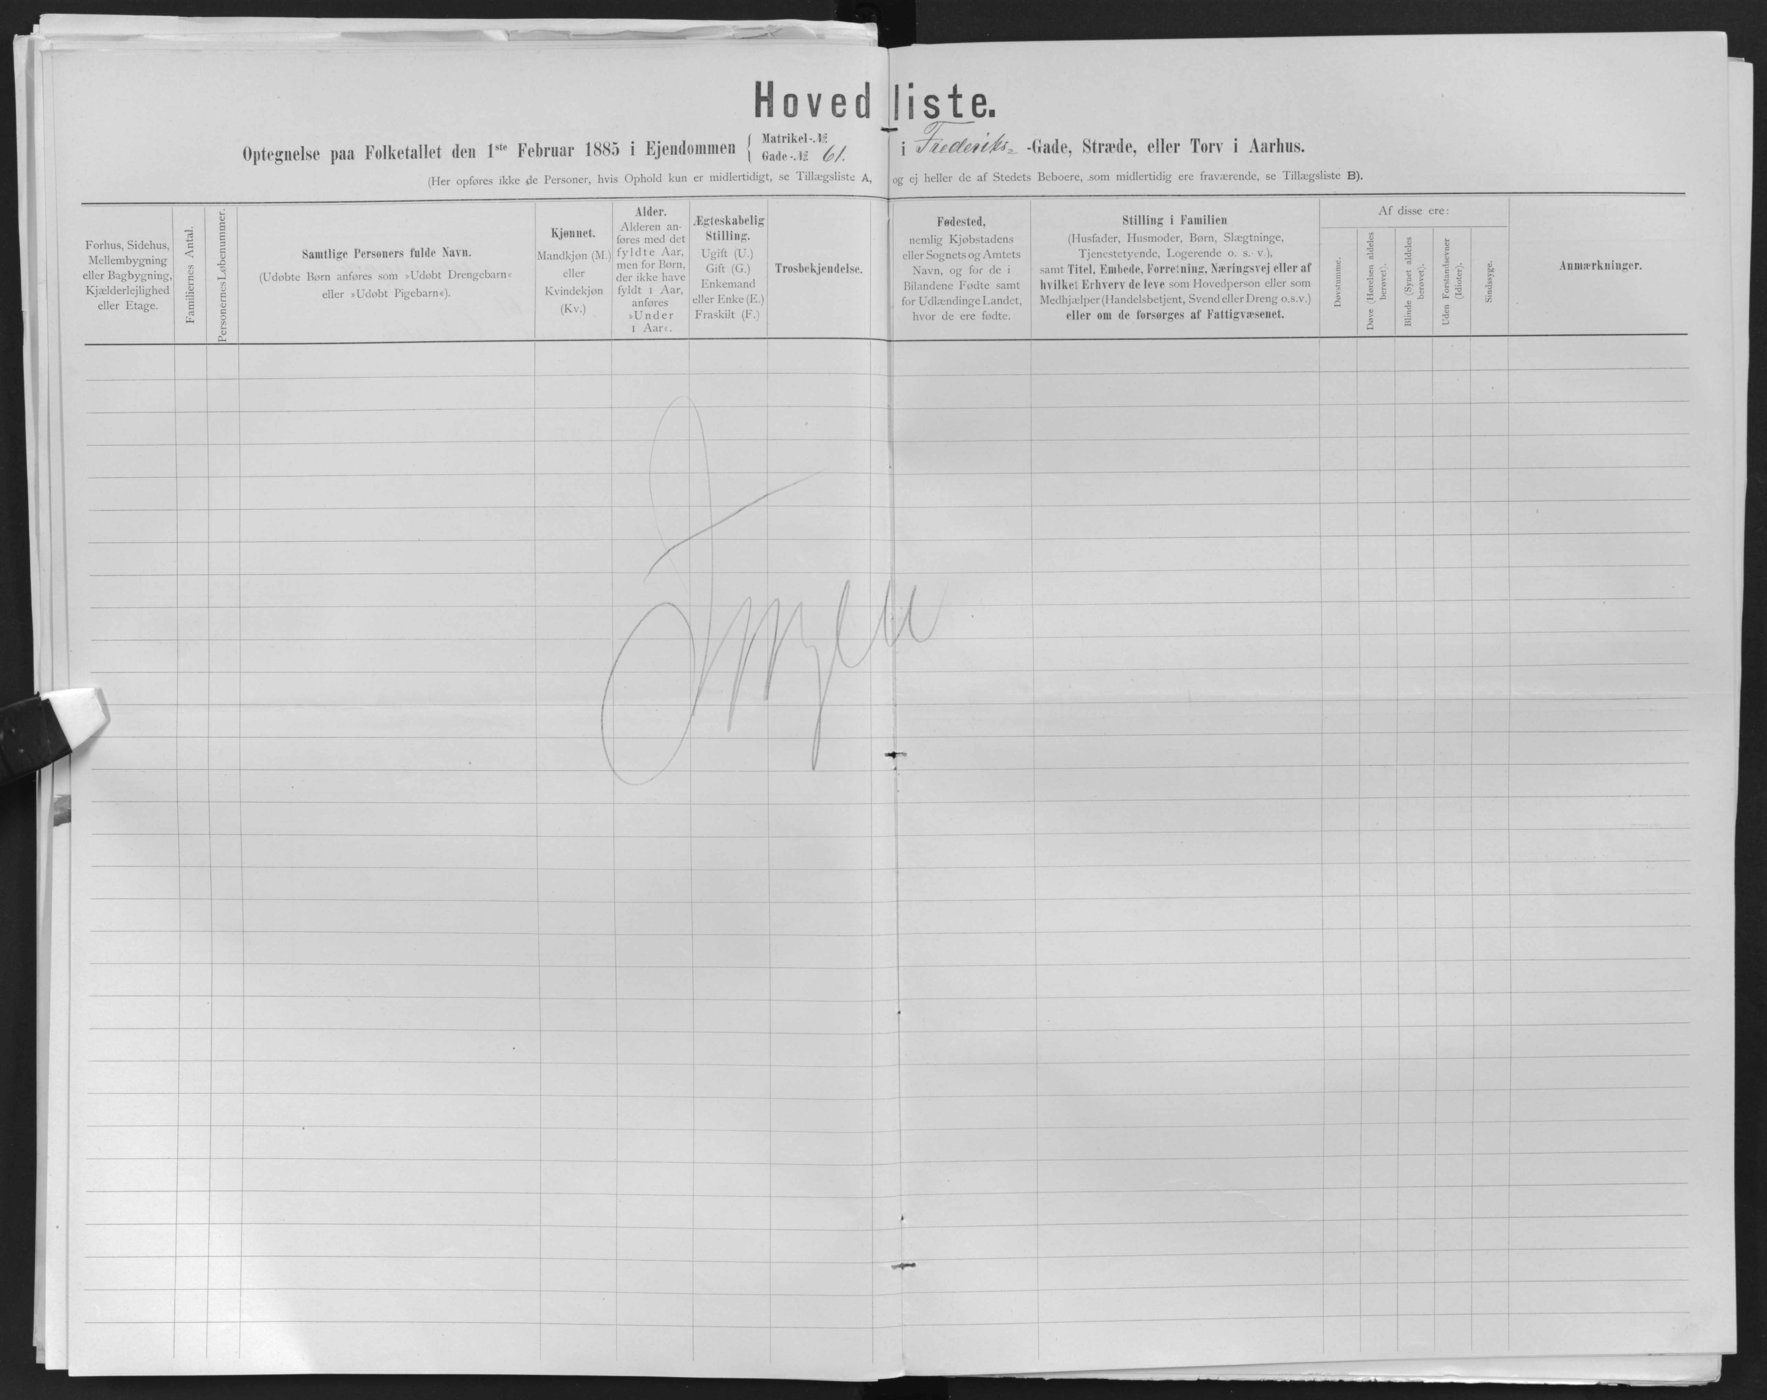 Hovedliste.
Optegnelse paa Folketallet den 1ste Februar 1885 i Ejendommen { Matrikel-№ i Frederiks= -Gade, Stræde, eller Torv i Aarhus.
Gade-№ 61.
(Her opføres ikke de Personer, hvis Ophold kun er midlertidigt, se Tillægsliste A, og ej heller de af Stedets Beboere, som midlertidig ere fraværende, se Tillægsliste B).
Forhus, Sidehus,
Mellembygning
eller Bagbygning,
Kjælderlejlighed
eller Etage.
Familiernes Antal.
Personernes Løbenummer.
Samtlige Personers fulde Navn.
(Udøbte Børn anføres som »Udøbt Drengebarn«
eller »Udøbt Pigebarn«).
Kjønnet.
Mandkjøn (M.)
eller
Kvindekjøn
(Kv.)
Alder.
Alderen an-
føres med det
fyldte Aar,
men for Børn,
der ikke have
fyldt 1 Aar,
anføres
»Under
1 Aar«.
Ægteskabelig
Stilling.
Ugift (U.)
Gift (G.)
Enkemand
eller Enke (E.)
Fraskilt (F.)
Trosbekjendelse.
Fødested,
nemlig Kjøbstadens
eller Sognets og Amtets
Navn, og for de i
Bilandene Fødte samt
for Udlændinge Landet,
hvor de ere fødte.
Stilling i Familien
(Husfader, Husmoder, Børn, Slægtninge,
Tjenestetyende, Logerende o. s. v.),
samt Titel, Embede, Forretning, Næringsvej eller af
hvilket Erhverv de leve som Hovedperson eller som
Medhjælper (Handelsbetjent, Svend eller Dreng o.s.v.)
eller om de forsørges af Fattigvæsenet.
Af disse ere:
Døvstumme.
Døve (Hørelsen aldeles
berøvet).
Blinde (Synet aldeles
berøvet).
Uden Forstandsevner
(Idioter).
Sindssyge.
Anmærkninger.